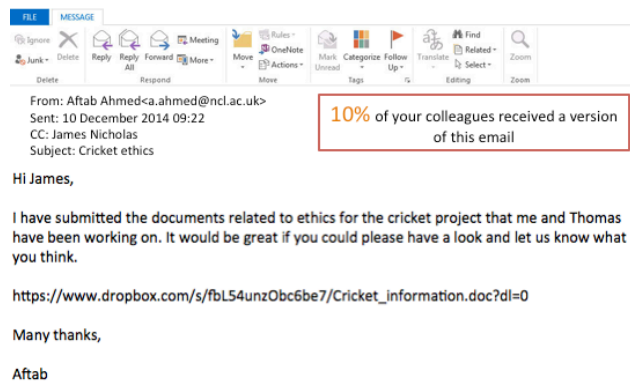 FILE MESSAGE
Ignore
Junk
Delete
Reply
Reply All
Forward
Meeting
More
Move
Rules
OneNote
Actions
Mark Unread
Categorize
Follow Up
Translate
Find
Related
Select
Zoom
Delete Respond Move Tags Editing Zoom
From: Aftab Ahmed<a.ahmed@ncl.ac.uk>
Sent: 10 December 2014 09:22
CC: James Nicholas
Subject: Cricket ethics
10% of your colleagues received a version
of this email
Hi James,
I have submitted the documents related to ethics for the cricket project that me and Thomas
have been working on. It would be great if you could please have a look and let us know what
you think.
https://www.dropbox.com/s/fbL54unzObc6be7/Cricket_information.doc?dl=0
Many thanks,
Aftab